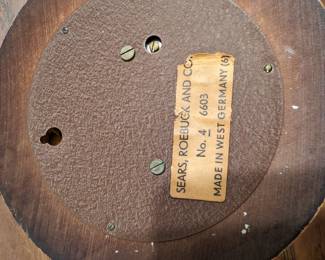 SEARS, ROEBUCK AND CO.
No. 4 6603
MADE IN WEST GERMANY (6)